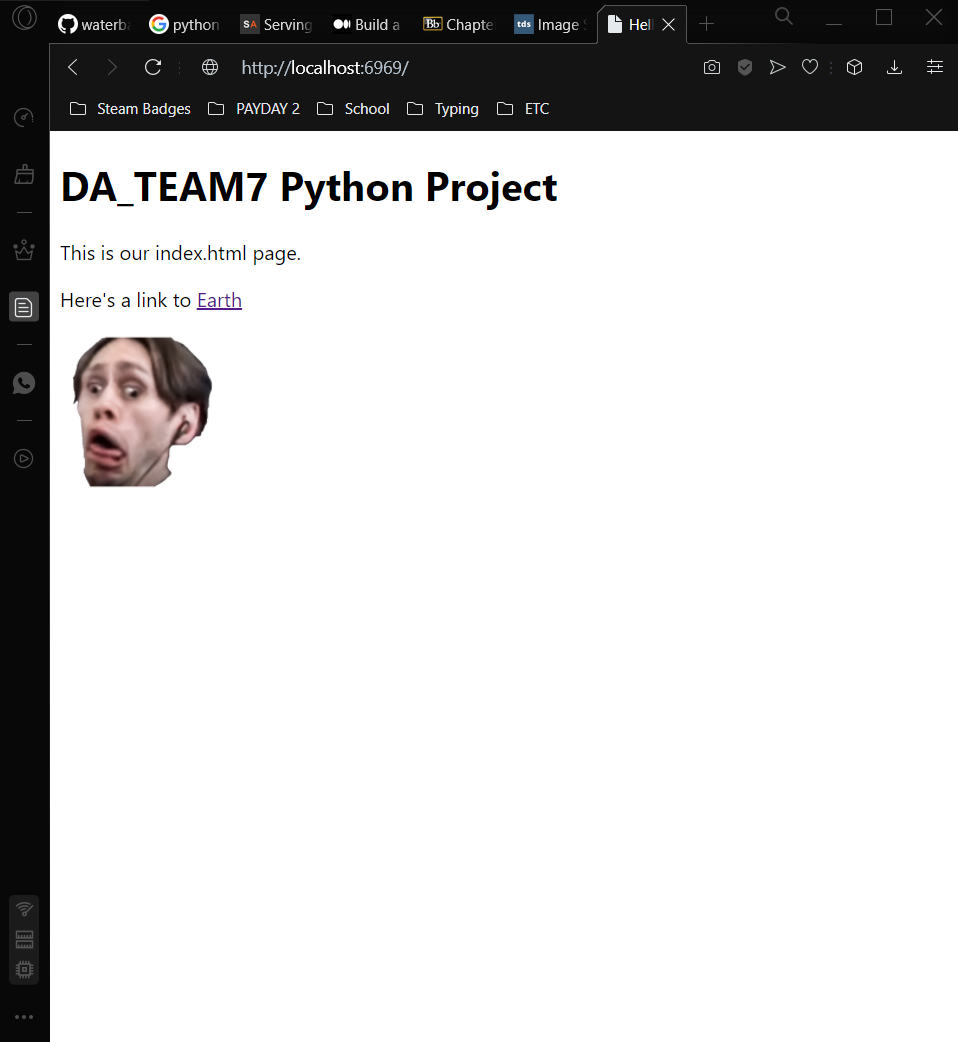 waterba python SA Serving Build a Bb Chapte tds Image Hell
http://localhost:6969/
Steam Badges PAYDAY 2 School Typing ETC
DA_TEAM7 Python Project
This is our index.html page.
Here's a link to Earth